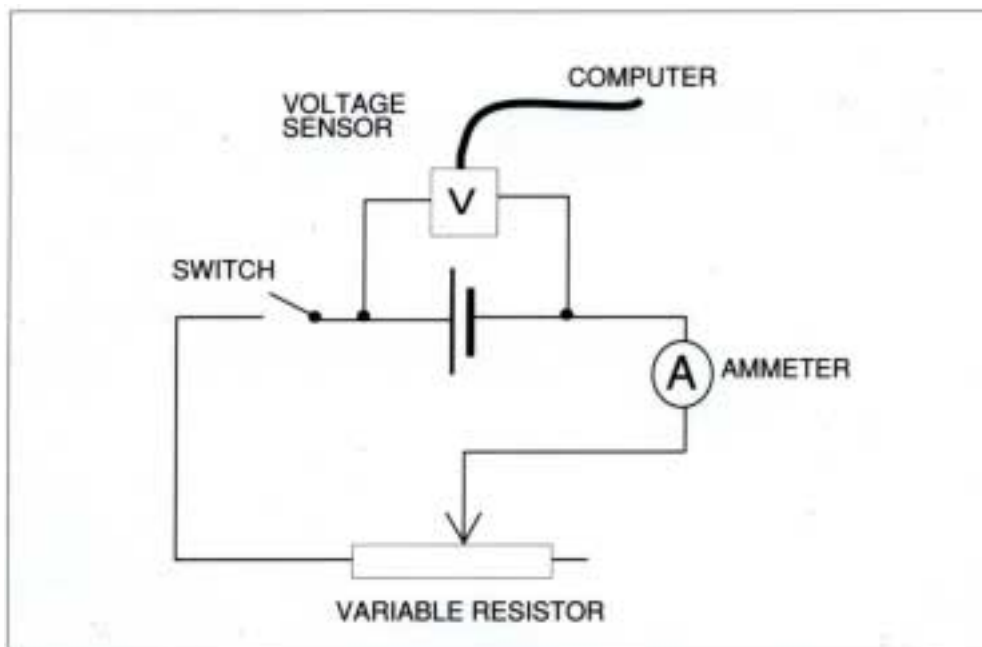 COMPUTER
VOLTAGE
SENSOR
V
SWITCH
A
AMMETER
VARIABLE RESISTOR